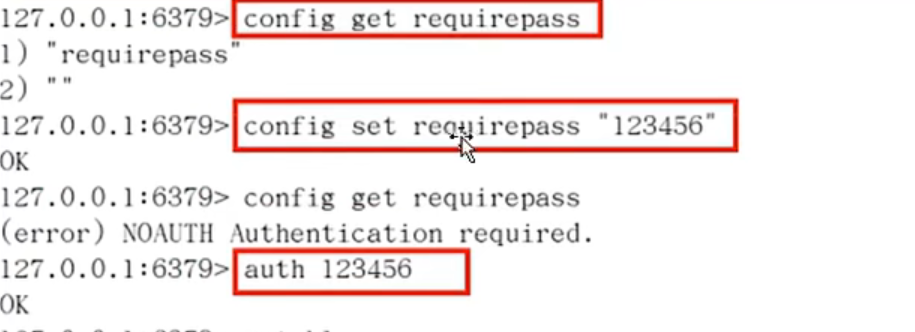 127.0.0.1:6379> config get requirepass
1) "requirepass"
2) ""
127.0.0.1:6379> config set requirepass "123456"
OK
127.0.0.1:6379> config get requirepass
(error) NOAUTH Authentication required.
127.0.0.1:6379> auth 123456
OK